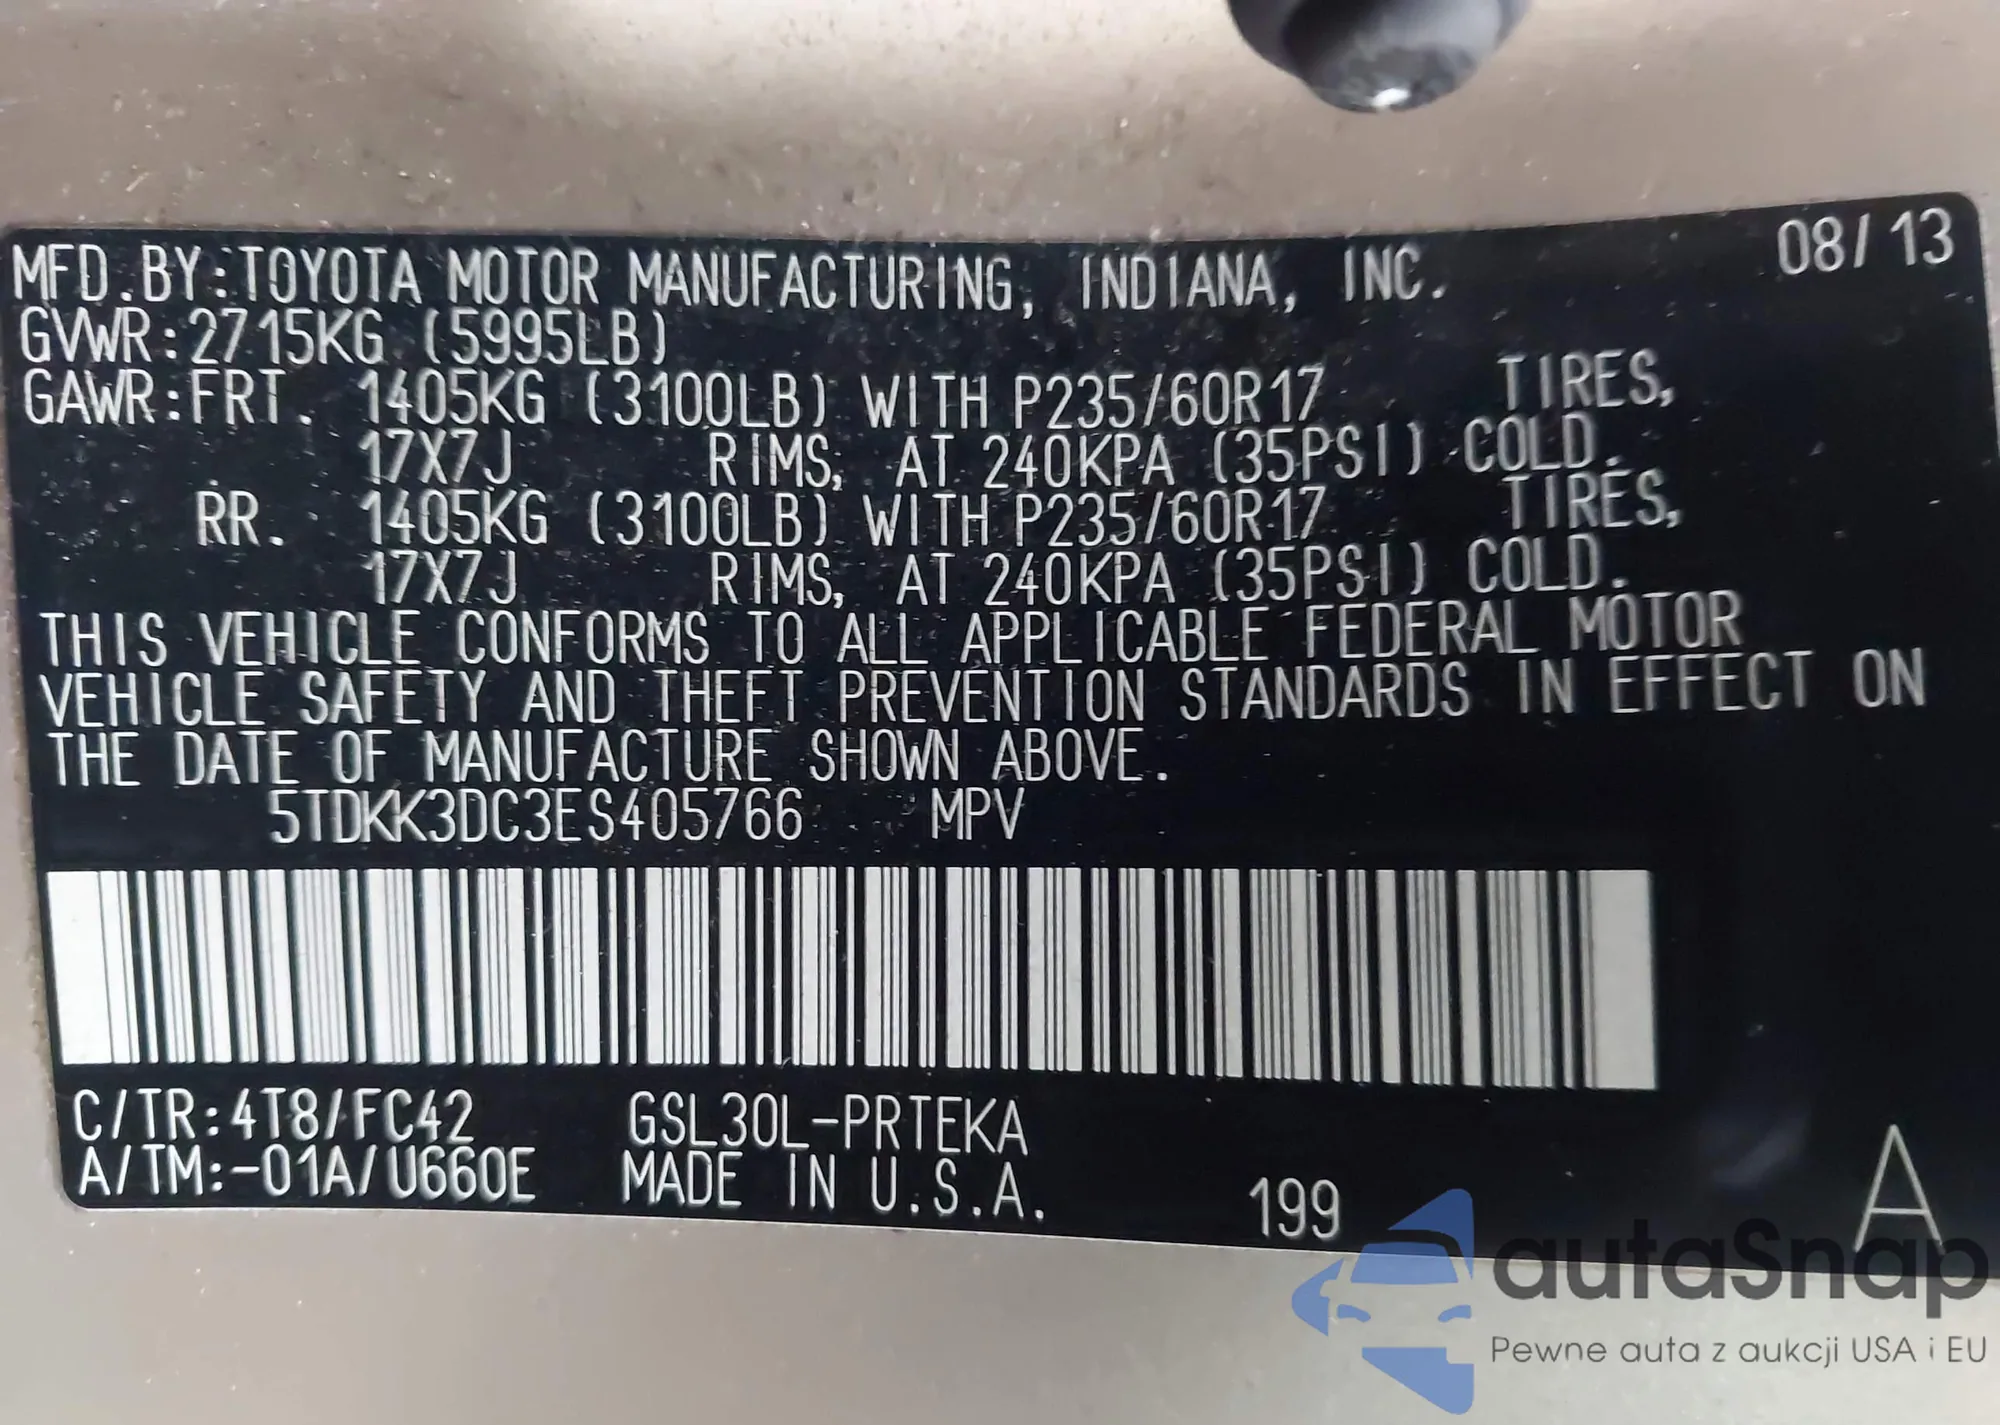 08/13
MFD.BY:TOYOTA MOTOR MANUFACTURING, INDIANA, INC.
GVWR:2715KG (5995LB)
GAWR:FRT. 1405KG (3100LB) WITH P235/60R17 TIRES,
17X7J RIMS, AT 240KPA (35PSI) COLD.
RR. 1405KG (3100LB) WITH P235/60R17 TIRES,
17X7J RIMS, AT 240KPA (35PSI) COLD.
THIS VEHICLE CONFORMS TO ALL APPLICABLE FEDERAL MOTOR
VEHICLE SAFETY AND THEFT PREVENTION STANDARDS IN EFFECT ON
THE DATE OF MANUFACTURE SHOWN ABOVE.
5TDKK3DC3ES405766 MPV
C/TR:4T8/FC42 GSL30L-PRTEKA
A/TM:-01A/U660E MADE IN U.S.A. 199 A
autaSnap
Pewne auta z aukcji USA i EU